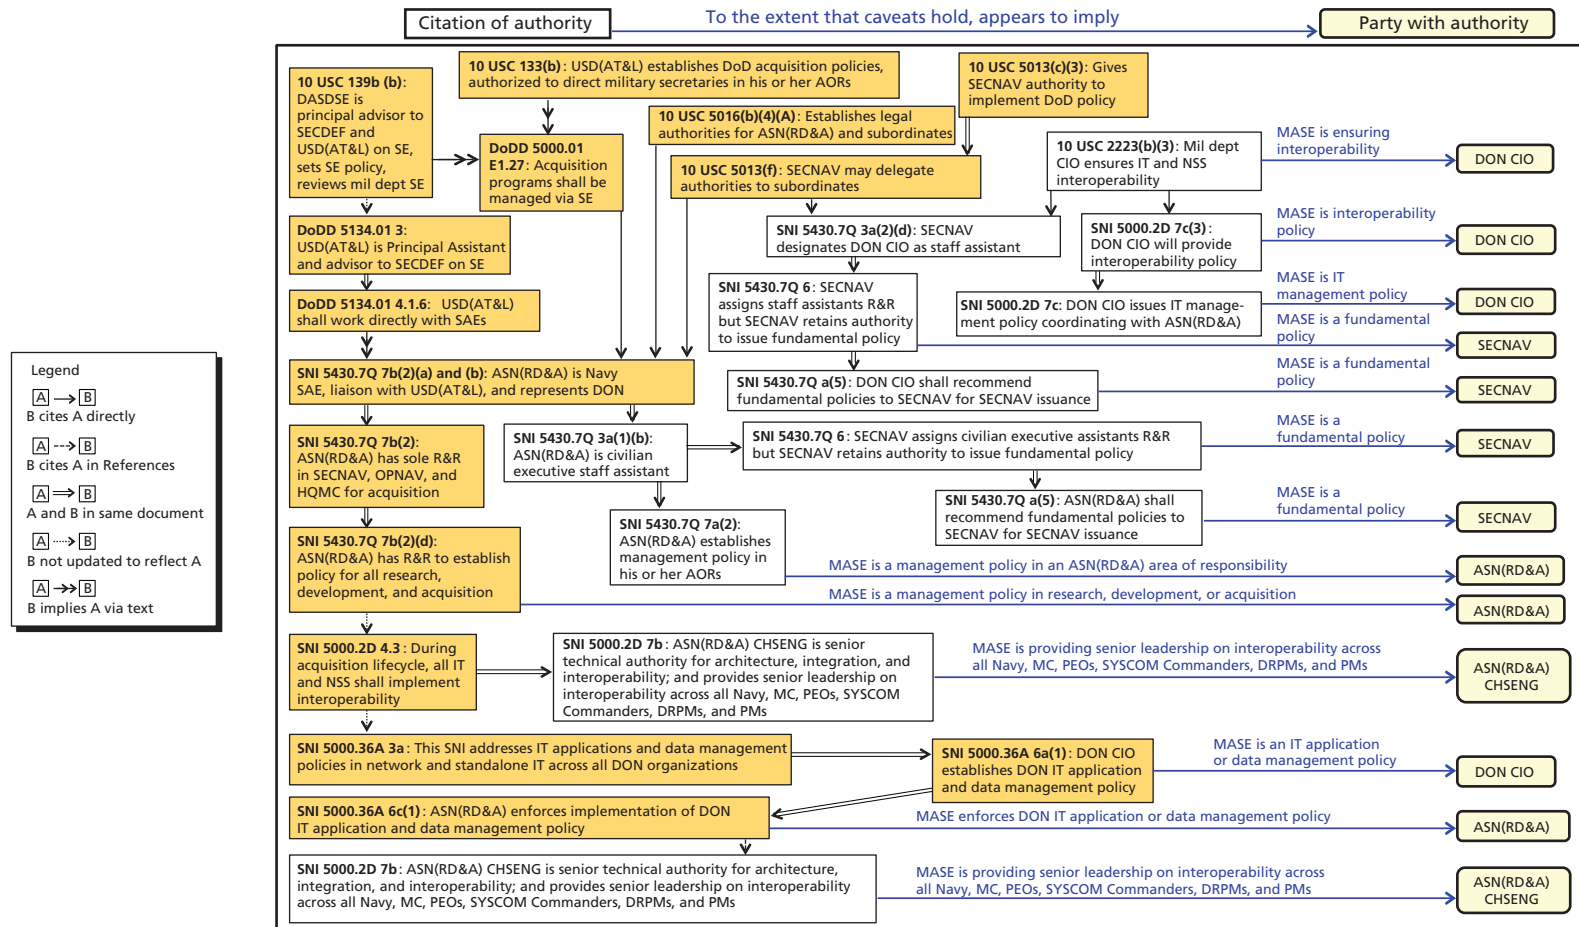 Citation of authority
To the extent that caveats hold, appears to imply
Party with authority
10 USC 139b (b):
DASDSE is
principal advisor to
SECDEF and
USD(AT&L) on SE,
sets SE policy,
reviews mil dept SE
10 USC 133(b): USD(AT&L) establishes DoD acquisition policies,
authorized to direct military secretaries in his or her AORs
10 USC 5013(c)(3): Gives
SECNAV authority to
implement DoD policy
10 USC 5016(b)(4)(A): Establishes legal
authorities for ASN(RD&A) and subordinates
DoDD 5000.01
E1.27: Acquisition
programs shall be
managed via SE
10 USC 5013(f): SECNAV may delegate
authorities to subordinates
10 USC 2223(b)(3): Mil dept
CIO ensures IT and NSS
interoperability
MASE is ensuring
interoperability
DON CIO
DoDD 5134.01 3:
USD(AT&L) is Principal Assistant
and advisor to SECDEF on SE
SNI 5430.7Q 3a(2)(d): SECNAV
designates DON CIO as staff assistant
SNI 5000.2D 7c(3):
DON CIO will provide
interoperability policy
MASE is interoperability
policy
DON CIO
DoDD 5134.01 4.1.6: USD(AT&L)
shall work directly with SAEs
SNI 5430.7Q 6: SECNAV
assigns staff assistants R&R
but SECNAV retains authority
to issue fundamental policy
SNI 5000.2D 7c: DON CIO issues IT manage-
ment policy coordinating with ASN(RD&A)
MASE is IT
management policy
DON CIO
MASE is a fundamental
policy
SECNAV
SNI 5430.7Q 7b(2)(a) and (b): ASN(RD&A) is Navy
SAE, liaison with USD(AT&L), and represents DON
SNI 5430.7Q a(5): DON CIO shall recommend
fundamental policies to SECNAV for SECNAV issuance
MASE is a fundamental
policy
SECNAV
Legend
A B
B cites A directly
A B
B cites A in References
A B
A and B in same document
A B
B not updated to reflect A
A B
B implies A via text
SNI 5430.7Q 7b(2):
ASN(RD&A) has sole R&R
in SECNAV, OPNAV, and
HQMC for acquisition
SNI 5430.7Q 3a(1)(b):
ASN(RD&A) is civilian
executive staff assistant
SNI 5430.7Q 6: SECNAV assigns civilian executive assistants R&R
but SECNAV retains authority to issue fundamental policy
MASE is a
fundamental policy
SECNAV
SNI 5430.7Q a(5): ASN(RD&A) shall
recommend fundamental policies to
SECNAV for SECNAV issuance
MASE is a
fundamental policy
SECNAV
SNI 5430.7Q 7a(2):
ASN(RD&A) establishes
management policy in
his or her AORs
SNI 5430.7Q 7b(2)(d):
ASN(RD&A) has R&R to establish
policy for all research,
development, and acquisition
MASE is a management policy in an ASN(RD&A) area of responsibility
ASN(RD&A)
MASE is a management policy in research, development, or acquisition
ASN(RD&A)
SNI 5000.2D 4.3: During
acquisition lifecycle, all IT
and NSS shall implement
interoperability
SNI 5000.2D 7b: ASN(RD&A) CHSENG is senior
technical authority for architecture, integration, and
interoperability; and provides senior leadership on
interoperability across all Navy, MC, PEOs, SYSCOM
Commanders, DRPMs, and PMs
MASE is providing senior leadership on interoperability across
all Navy, MC, PEOs, SYSCOM Commanders, DRPMs, and PMs
ASN(RD&A)
CHSENG
SNI 5000.36A 3a: This SNI addresses IT applications and data management
policies in network and standalone IT across all DON organizations
SNI 5000.36A 6a(1): DON CIO
establishes DON IT application
and data management policy
MASE is an IT application
or data management policy
DON CIO
SNI 5000.36A 6c(1): ASN(RD&A) enforces implementation of DON
IT application and data management policy
MASE enforces DON IT application or data management policy
ASN(RD&A)
SNI 5000.2D 7b: ASN(RD&A) CHSENG is senior technical authority for architecture,
integration, and interoperability; and provides senior leadership on interoperability
across all Navy, MC, PEOs, SYSCOM Commanders, DRPMs, and PMs
MASE is providing senior leadership on interoperability across
all Navy, MC, PEOs, SYSCOM Commanders, DRPMs, and PMs
ASN(RD&A)
CHSENG